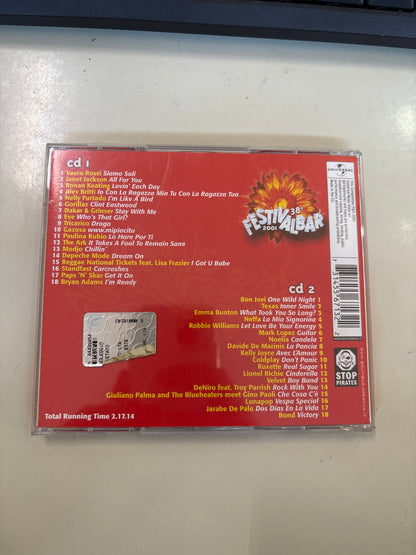 cd 1
1 Vasco Rossi Siamo Soli
2 Janet Jackson All For You
3 Ronan Keating Lovin' Each Day
4 Alex Britti Io Con La Ragazza Mia Tu Con La Ragazza Tua...
5 Nelly Furtado I'm Like A Bird
6 Gorillaz Clint Eastwood
7 Dakar & Grinser Stay With Me
8 Eve Who's That Girl?
9 Tricarico Drago
10 Gazosa www.mipiacitu
11 Paulina Rubio Lo Hare Por Ti
12 The Ark It Takes A Fool To Remain Sane
13 Modjo Chillin'
14 Depeche Mode Dream On
15 Reggae National Tickets feat. Lisa Frazier I Got U Babe
16 Standfast Carcrashes
17 Paps 'N' Skar Get It On
18 Bryan Adams I'm Ready
38°
FESTIVALBAR
2001
UNIVERSAL
cd 2
Bon Jovi One Wild Night 1
Texas Inner Smile 2
Emma Bunton What Took You So Long? 3
Neffa La Mia Signorina 4
Robbie Williams Let Love Be Your Energy 5
Mark Lopez Guitar 6
Noelia Candela 7
Davide De Marinis La Pancia 8
Kelly Joyce Avec L'Amour 9
Coldplay Don't Panic 10
Roxette Real Sugar 11
Lionel Richie Cinderella 12
Velvet Boy Band 13
DeNiro feat. Troy Parrish Rock With You 14
Giuliano Palma and The Bluebeaters meet Gino Paoli Che Cosa C'è 15
Lunapup Vespa Special 16
Jarabe De Palo Dos Dias En La Vida 17
Bond Victory 18
Total Running Time 2.17.14
7 31455 67132 2
STOP
PIRATES